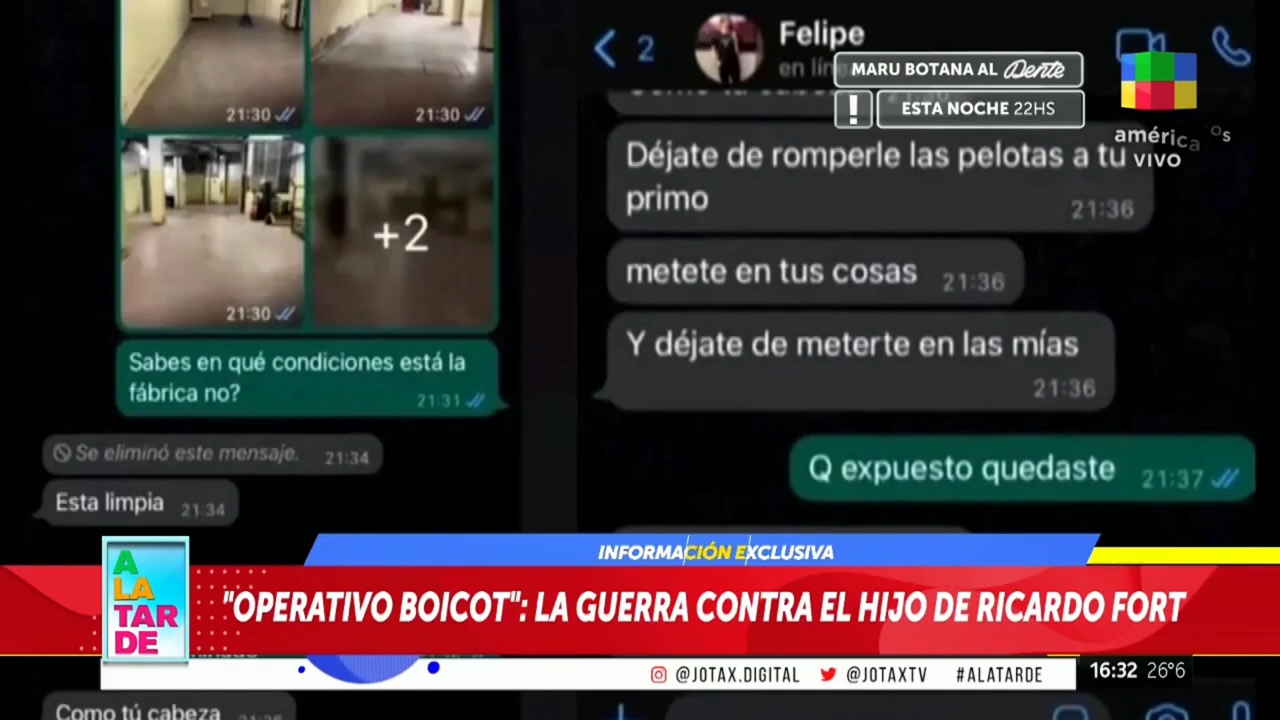 21:30
21:30
21:30
+2
Sabes en qué condiciones está la
fábrica no?
21:31
Se eliminó este mensaje.
21:34
Esta limpia
21:34
Como tú cabeza
2
Felipe
en líne
Déjate de romperle las pelotas a tu
primo
21:36
metete en tus cosas
21:36
Y déjate de meterte en las mías
21:36
Q expuesto quedaste
21:37
MARU BOTANA AL Dente
! ESTA NOCHE 22HS
américa
VIVO
INFORMACIÓN EXCLUSIVA
A
LA
TAR
DE
"OPERATIVO BOICOT": LA GUERRA CONTRA EL HIJO DE RICARDO FORT
@JOTAX.DIGITAL @JOTAXTV #ALATARDE
16:32 26°6